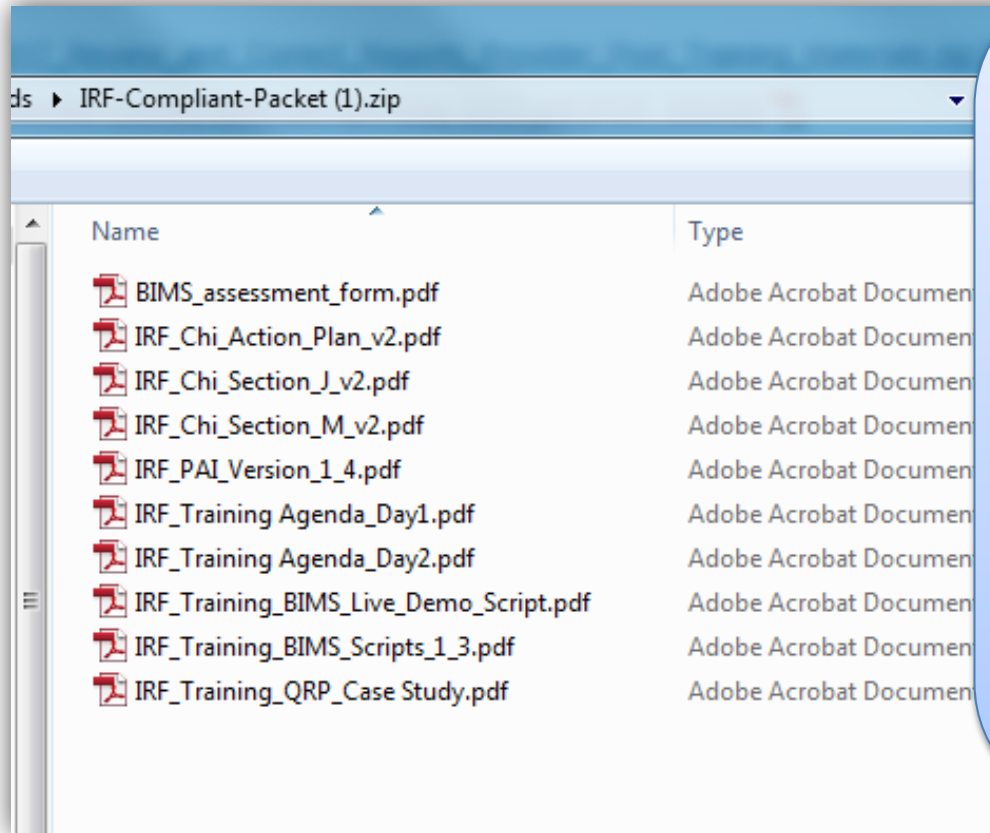 ds ▸ IRF-Compliant-Packet (1).zip
Name Type
BIMS_assessment_form.pdf Adobe Acrobat Documen
IRF_Chi_Action_Plan_v2.pdf Adobe Acrobat Documen
IRF_Chi_Section_J_v2.pdf Adobe Acrobat Documen
IRF_Chi_Section_M_v2.pdf Adobe Acrobat Documen
IRF_PAI_Version_1_4.pdf Adobe Acrobat Documen
IRF_Training Agenda_Day1.pdf Adobe Acrobat Documen
IRF_Training Agenda_Day2.pdf Adobe Acrobat Documen
IRF_Training_BIMS_Live_Demo_Script.pdf Adobe Acrobat Documen
IRF_Training_BIMS_Scripts_1_3.pdf Adobe Acrobat Documen
IRF_Training_QRP_Case Study.pdf Adobe Acrobat Documen